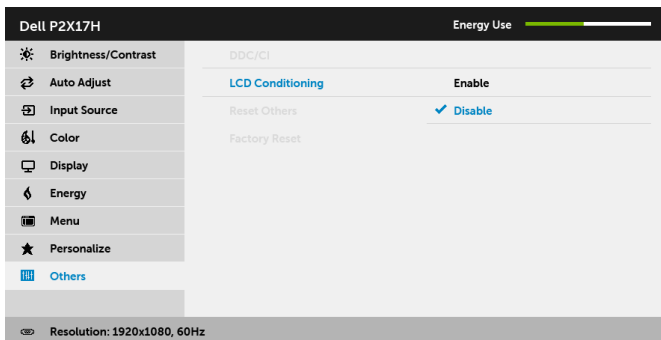 Dell P2X17H
Energy Use
Brightness/Contrast
DDC/CI
Auto Adjust
LCD Conditioning
Enable
Input Source
Reset Others
Disable
Color
Factory Reset
Display
Energy
Menu
Personalize
Others
Resolution: 1920x1080, 60Hz